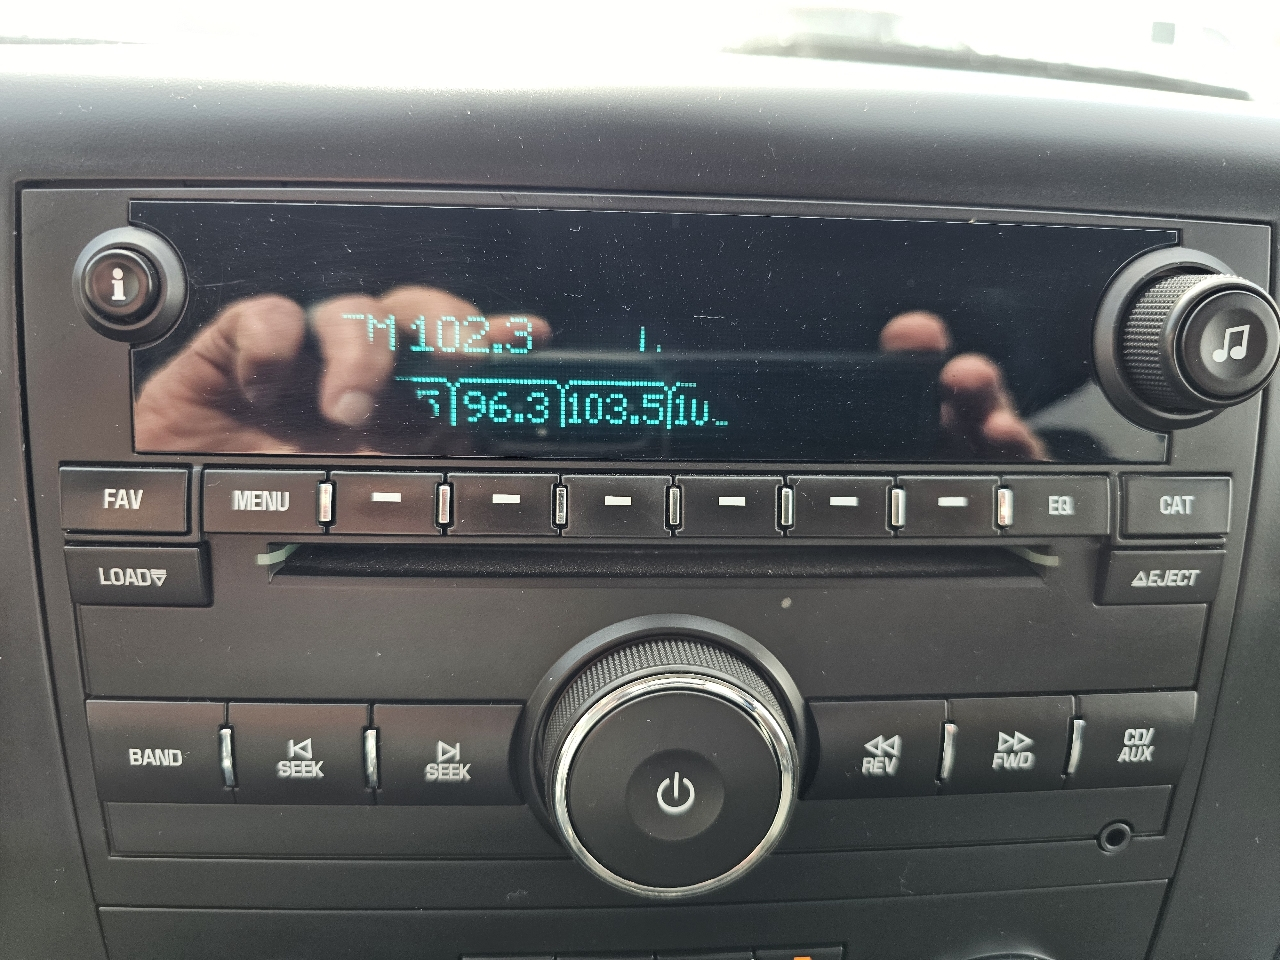 i
FM 102.3
96.3 103.5
FAV MENU EQ CAT
LOAD EJECT
BAND SEEK SEEK REV FWD CD/
AUX